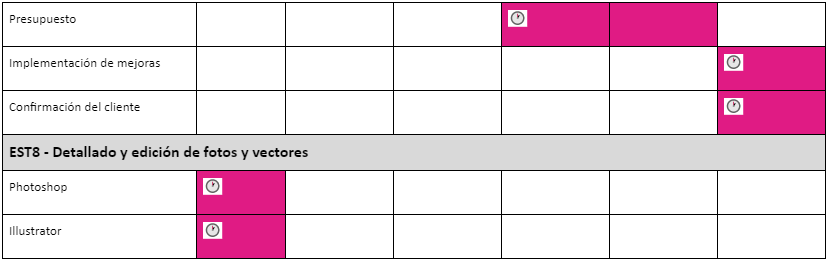 Presupuesto
Implementación de mejoras
Confirmación del cliente
EST8 - Detallado y edición de fotos y vectores
Photoshop
Illustrator